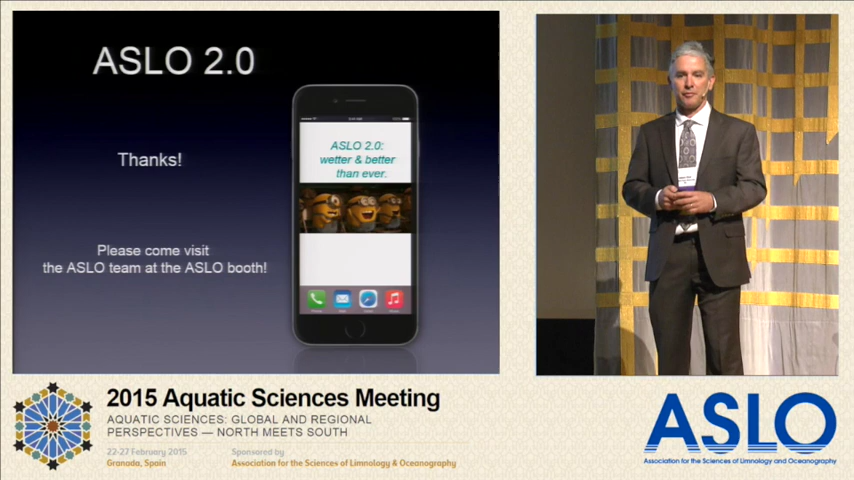 ASLO 2.0
Thanks!
Please come visit
the ASLO team at the ASLO booth!
ASLO 2.0:
wetter & better
than ever.
2015 Aquatic Sciences Meeting
AQUATIC SCIENCES: GLOBAL AND REGIONAL
PERSPECTIVES — NORTH MEETS SOUTH
22-27 February 2015
Granada, Spain
Sponsored by
Association for the Sciences of Limnology & Oceanography
ASLO
Association for the Sciences of Limnology and Oceanography